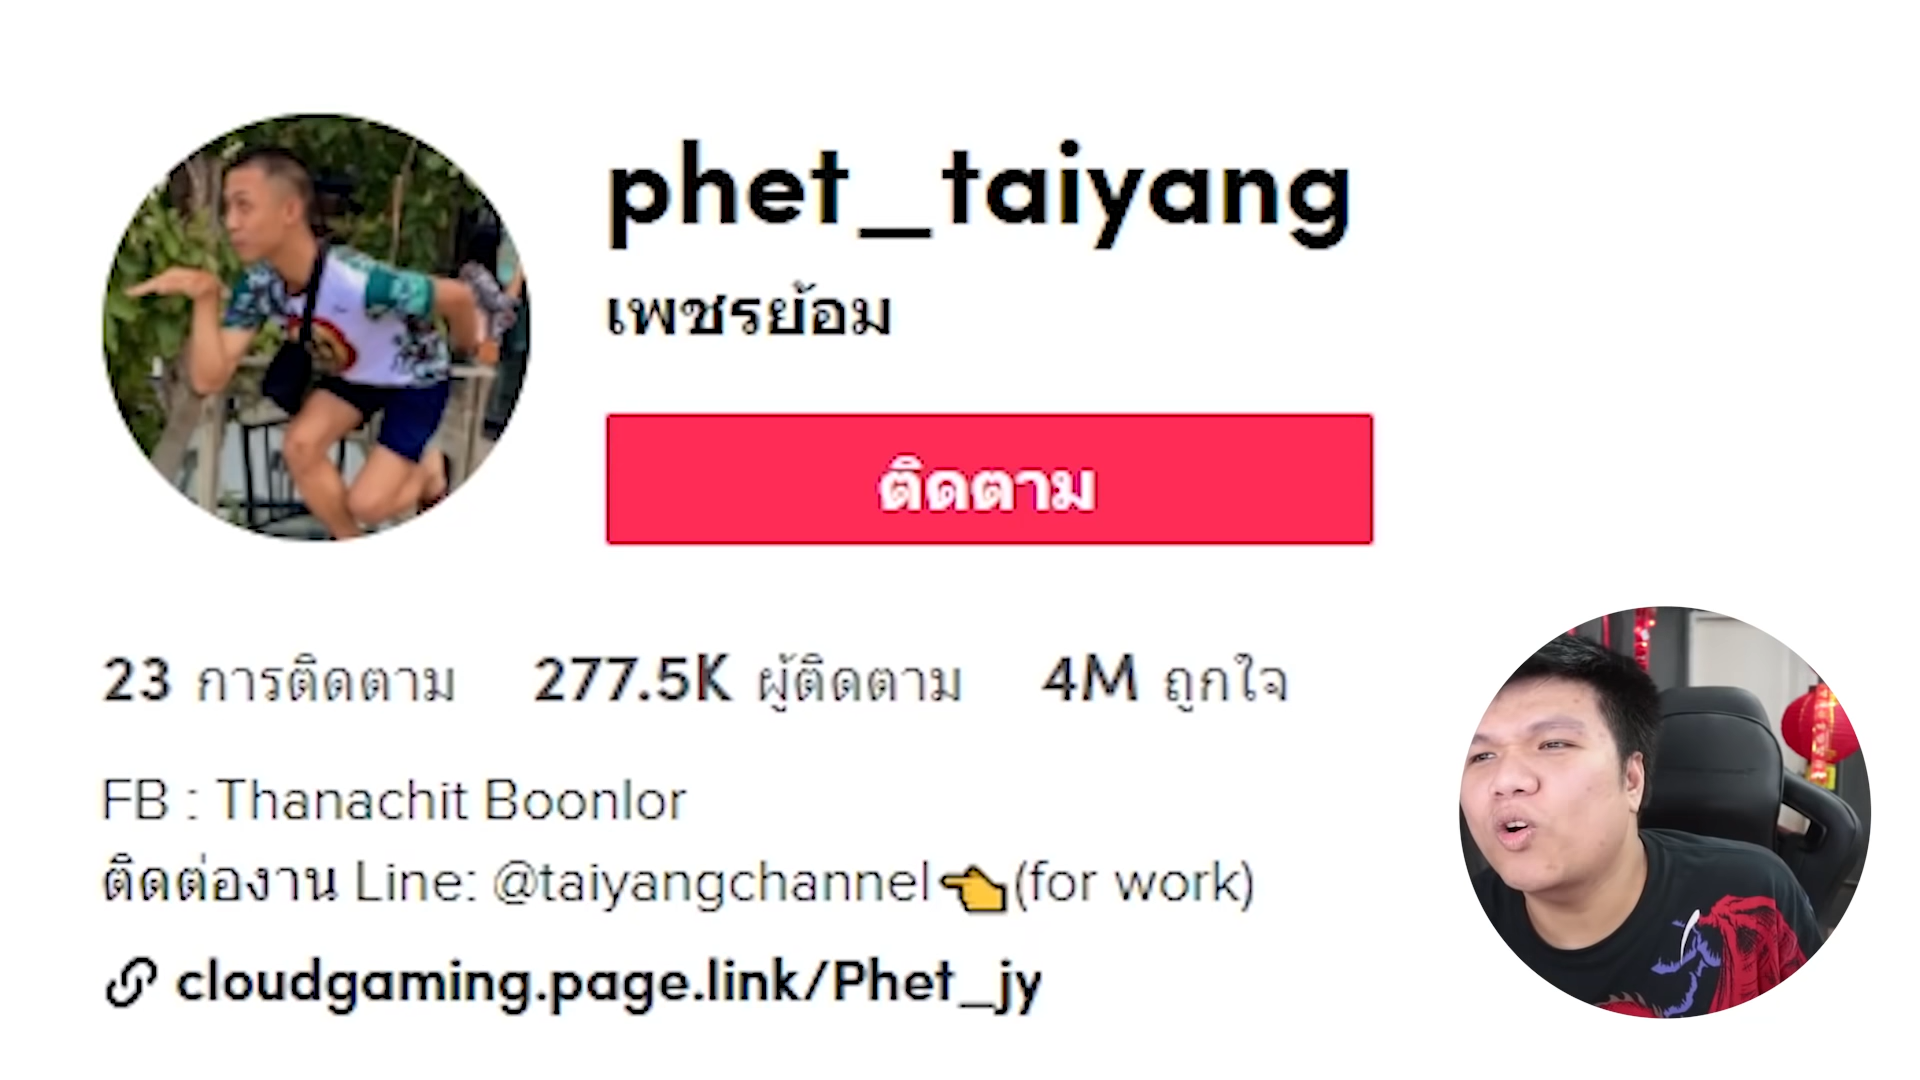 phet_taiyang
เพชรย้อม
ติดตาม
23 การติดตาม 277.5K ผู้ติดตาม 4M ถูกใจ
FB : Thanachit Boonlor
ติดต่องาน Line: @taiyangchannel👈(for work)
cloudgaming.page.link/Phet_jy